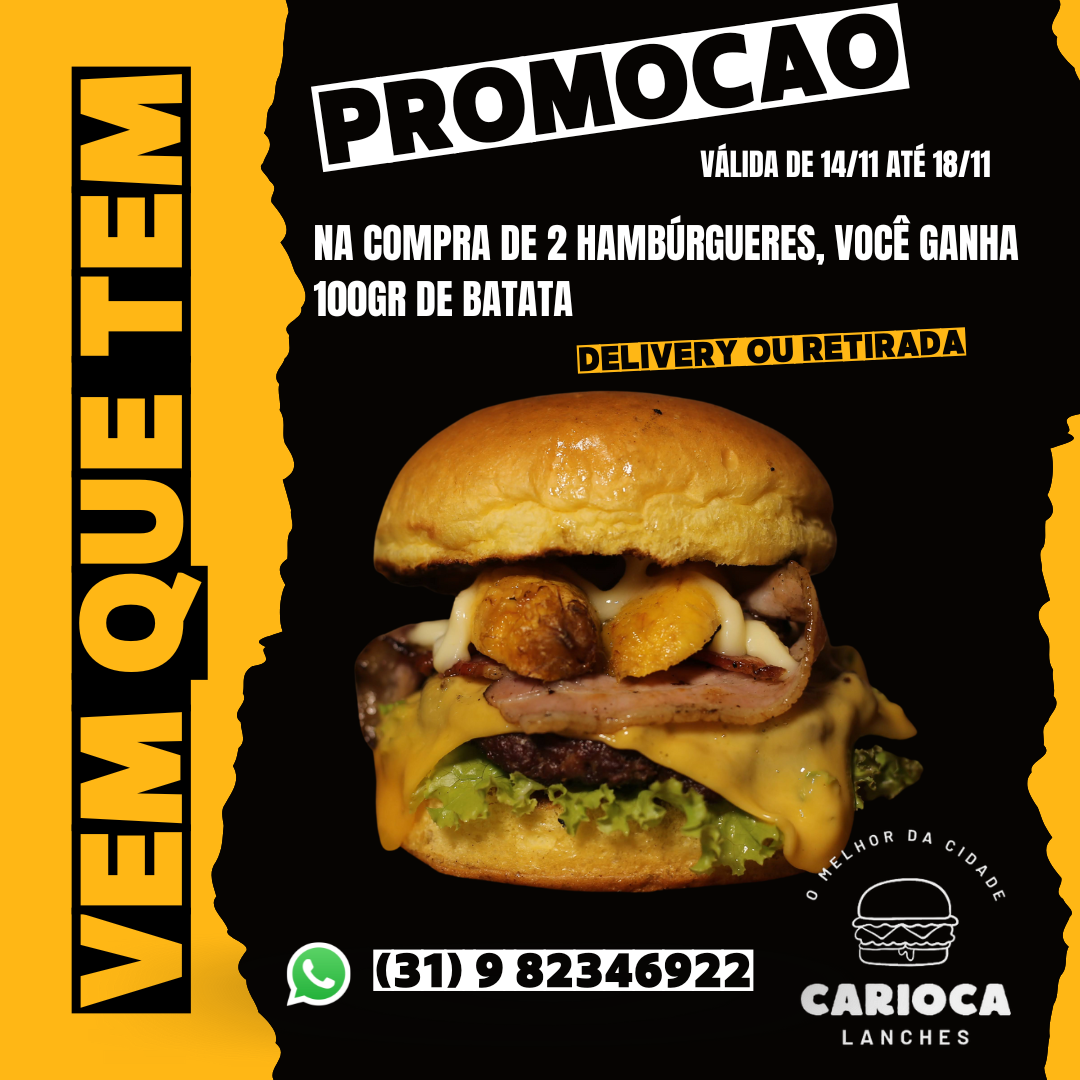 PROMOCAO
VÁLIDA DE 14/11 ATÉ 18/11
NA COMPRA DE 2 HAMBÚRGUERES, VOCÊ GANHA
100GR DE BATATA
DELIVERY OU RETIRADA
VEM QUE TEM
O MELHOR DA CIDADE
CARIOCA
LANCHES
(31) 9 82346922